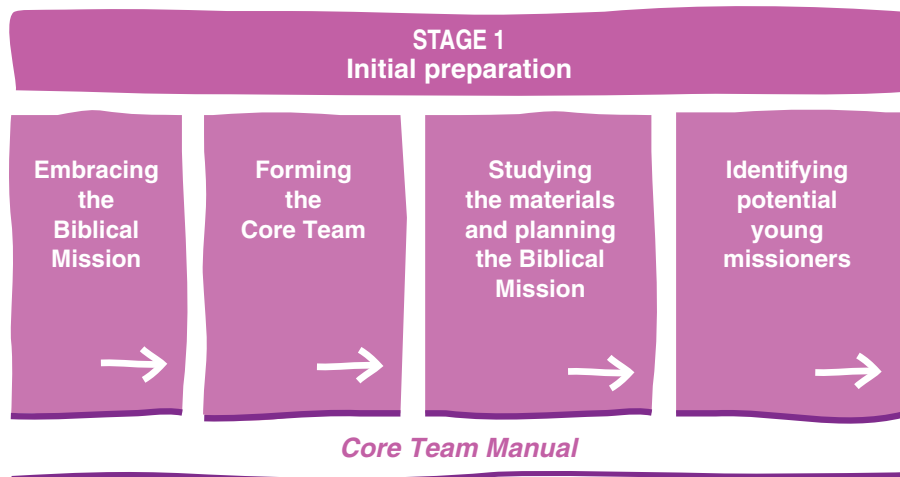 STAGE 1
Initial preparation
Embracing
the
Biblical
Mission
Forming
the
Core Team
Studying
the materials
and planning
the Biblical
Mission
Identifying
potential
young
missioners
Core Team Manual